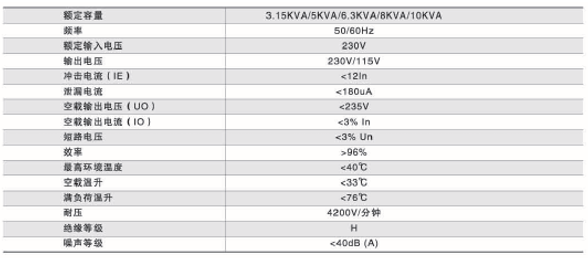 额定容量 3.15KVA/5KVA/6.3KVA/8KVA/10KVA
频率 50/60Hz
额定输入电压 230V
输出电压 230V/115V
冲击电流（IE） <12In
泄漏电流 <180uA
空载输出电压（UO） <235V
空载输出电流（IO） <3% In
短路电压 <3% Un
效率 >96%
最高环境温度 <40℃
空载温升 <33℃
满负荷温升 <76℃
耐压 4200V/分钟
绝缘等级 H
噪声等级 <40dB (A)